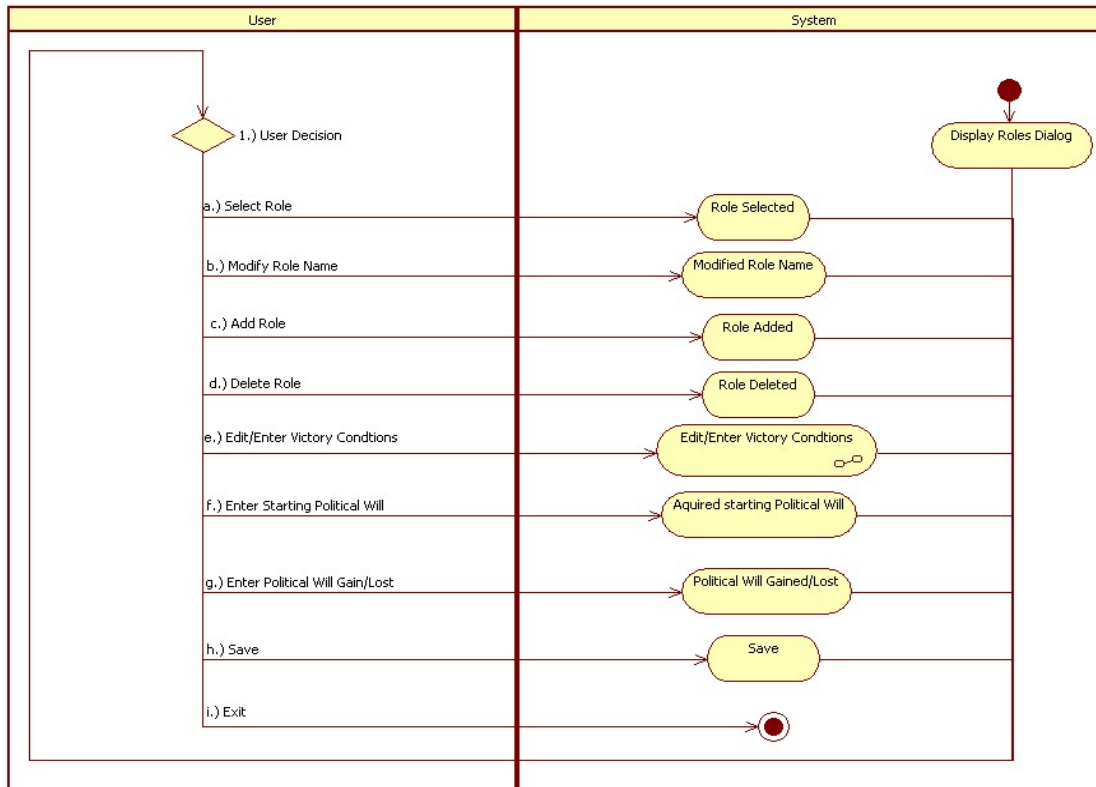 User
System
1.) User Decision
Display Roles Dialog
a.) Select Role
Role Selected
b.) Modify Role Name
Modified Role Name
c.) Add Role
Role Added
d.) Delete Role
Role Deleted
e.) Edit/Enter Victory Condtions
Edit/Enter Victory Condtions
f.) Enter Starting Political Will
Aquired starting Political Will
g.) Enter Political Will Gain/Lost
Political Will Gained/Lost
h.) Save
Save
i.) Exit